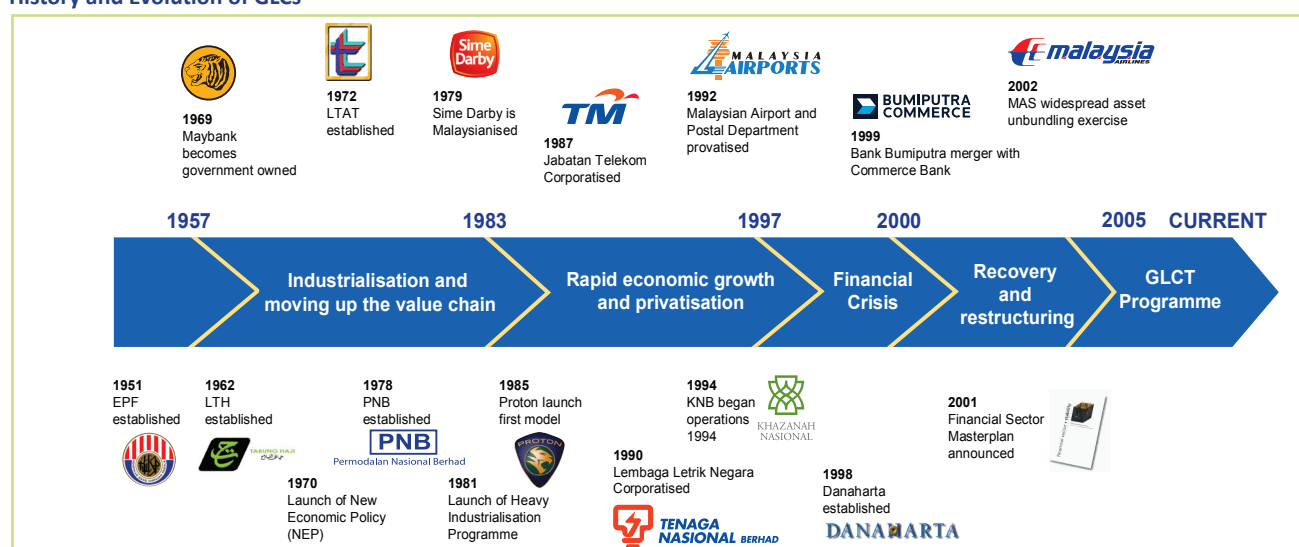 History and Evolution of GLCs
1969
Maybank
becomes
government owned
1972
LTAT
established
Sime
Darby
1979
Sime Darby is
Malaysianised
TM
1987
Jabatan Telekom
Corporatised
MALAYSIA
AIRPORTS
1992
Malaysian Airport and
Postal Department
provatised
BUMIPUTRA
COMMERCE
1999
Bank Bumiputra merger with
Commerce Bank
malaysia
AIRLINES
2002
MAS widespread asset
unbundling exercise
1957
1983
1997
2000
2005
CURRENT
Industrialisation and
moving up the value chain
Rapid economic growth
and privatisation
Financial
Crisis
Recovery
and
restructuring
GLCT
Programme
1951
EPF
established
1962
LTH
established
TABUNG HAJI
1970
Launch of New
Economic Policy
(NEP)
1978
PNB
established
PNB
Permodalan Nasional Berhad
1981
Launch of Heavy
Industrialisation
Programme
1985
Proton launch
first model
PROTON
1990
Lembaga Letrik Negara
Corporatised
TENAGA
NASIONAL BERHAD
1994
KNB began
operations
1994
KHAZANAH
NASIONAL
1998
Danaharta
established
DANAHARTA
2001
Financial Sector
Masterplan
announced